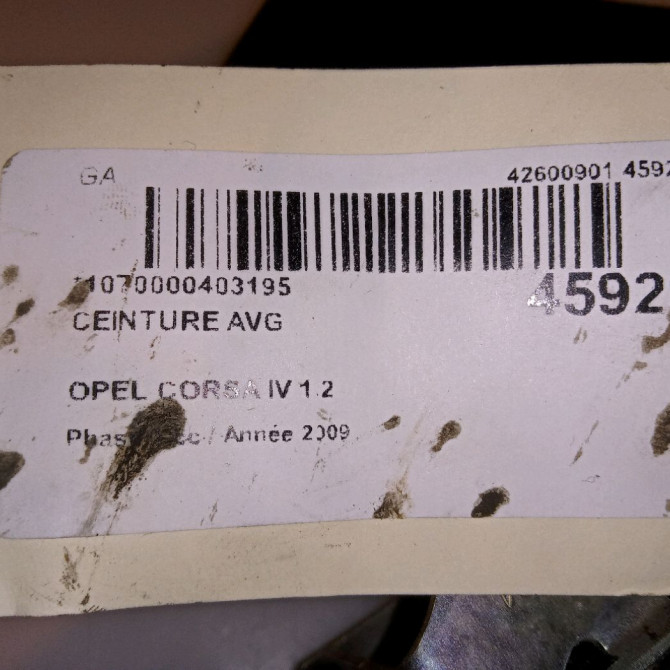 GA 42600901 4592
11070000403195 4592
CEINTURE AVG
OPEL CORSA IV 1.2
/ Année 2009